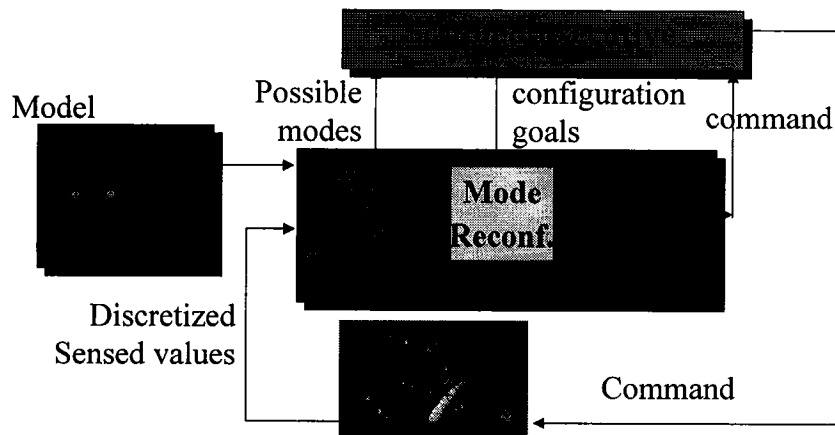 Possible
modes
configuration
goals
command
Model
Mode
Reconf.
Discretized
Sensed values
Command